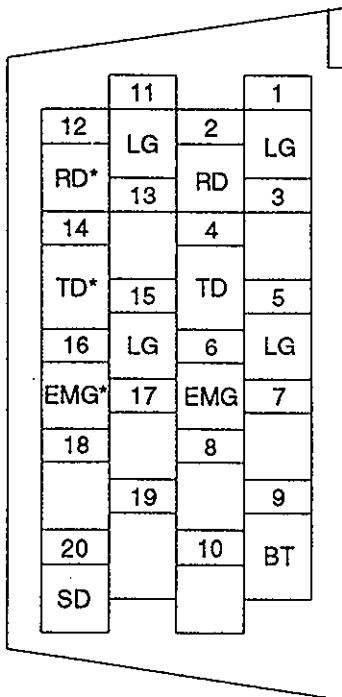 11 1
12 2
LG LG
RD* RD
13 3
14 4
TD* TD
15 5
16 LG 6 LG
EMG* 17 EMG 7
18 8
19 9
20 10
BT
SD